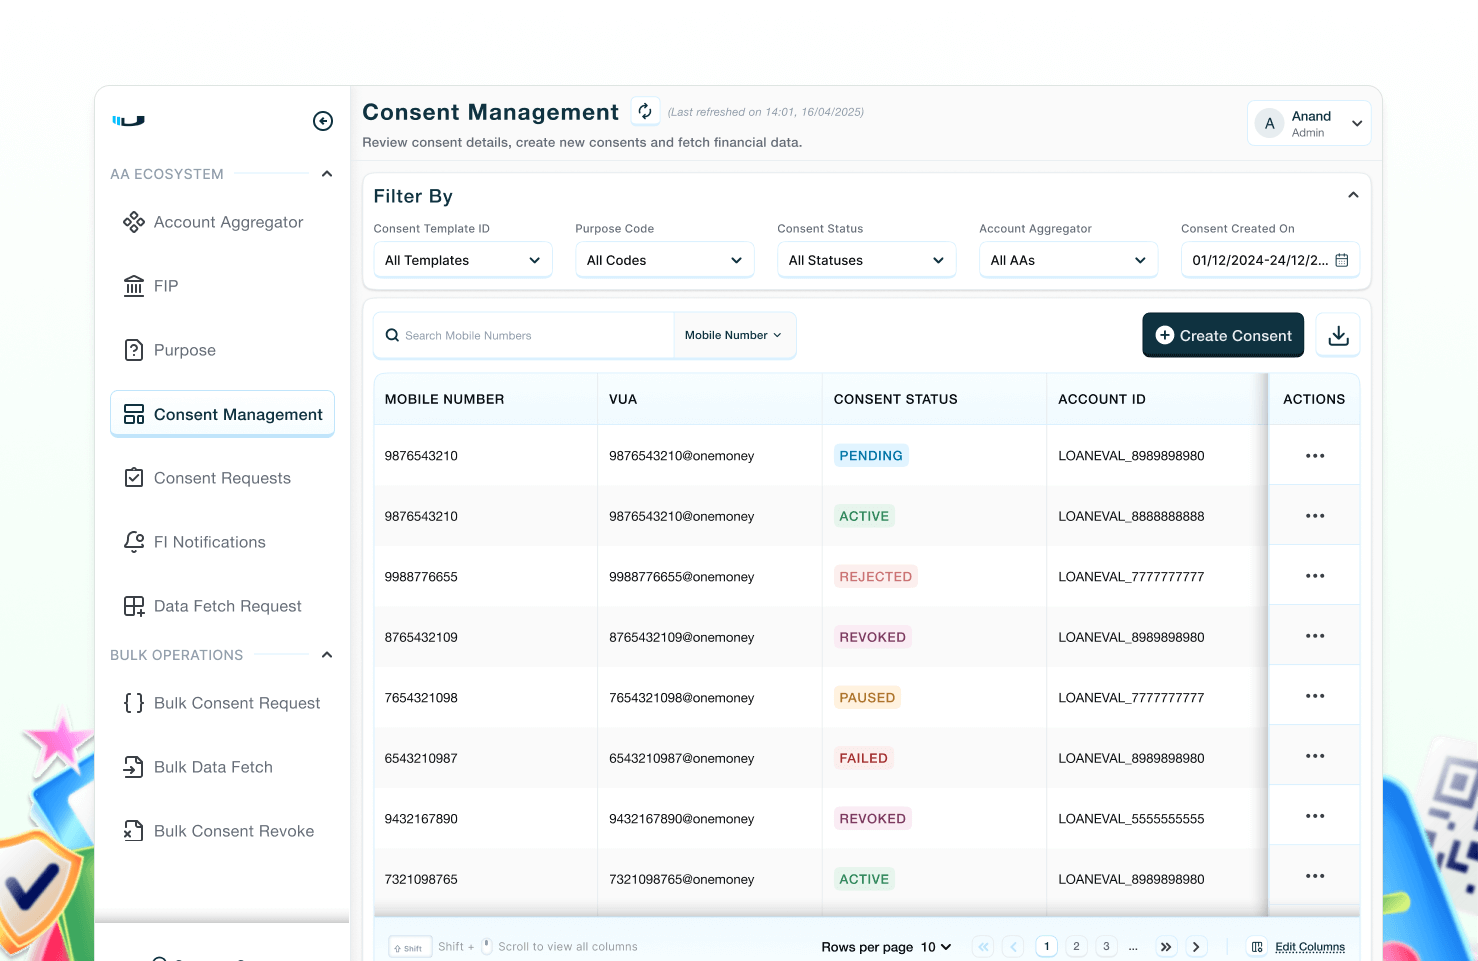 AA ECOSYSTEM
Account Aggregator
FIP
Purpose
Consent Management
Consent Requests
FI Notifications
Data Fetch Request
BULK OPERATIONS
Bulk Consent Request
Bulk Data Fetch
Bulk Consent Revoke
Consent Management
(Last refreshed on 14:01, 16/04/2025)
Review consent details, create new consents and fetch financial data.
A
Anand
Admin
Filter By
Consent Template ID
Purpose Code
Consent Status
Account Aggregator
Consent Created On
All Templates
All Codes
All Statuses
All AAs
01/12/2024-24/12/2...
Search Mobile Numbers
Mobile Number
Create Consent
MOBILE NUMBER VUA CONSENT STATUS ACCOUNT ID ACTIONS
9876543210 9876543210@onemoney PENDING LOANEVAL_8989898980
9876543210 9876543210@onemoney ACTIVE LOANEVAL_8888888888
9988776655 9988776655@onemoney REJECTED LOANEVAL_7777777777
8765432109 8765432109@onemoney REVOKED LOANEVAL_8989898980
7654321098 7654321098@onemoney PAUSED LOANEVAL_7777777777
6543210987 6543210987@onemoney FAILED LOANEVAL_8989898980
9432167890 9432167890@onemoney REVOKED LOANEVAL_5555555555
7321098765 7321098765@onemoney ACTIVE LOANEVAL_8989898980
Shift Shift + Scroll to view all columns
Rows per page 10
1 2 3 ...
Edit Columns